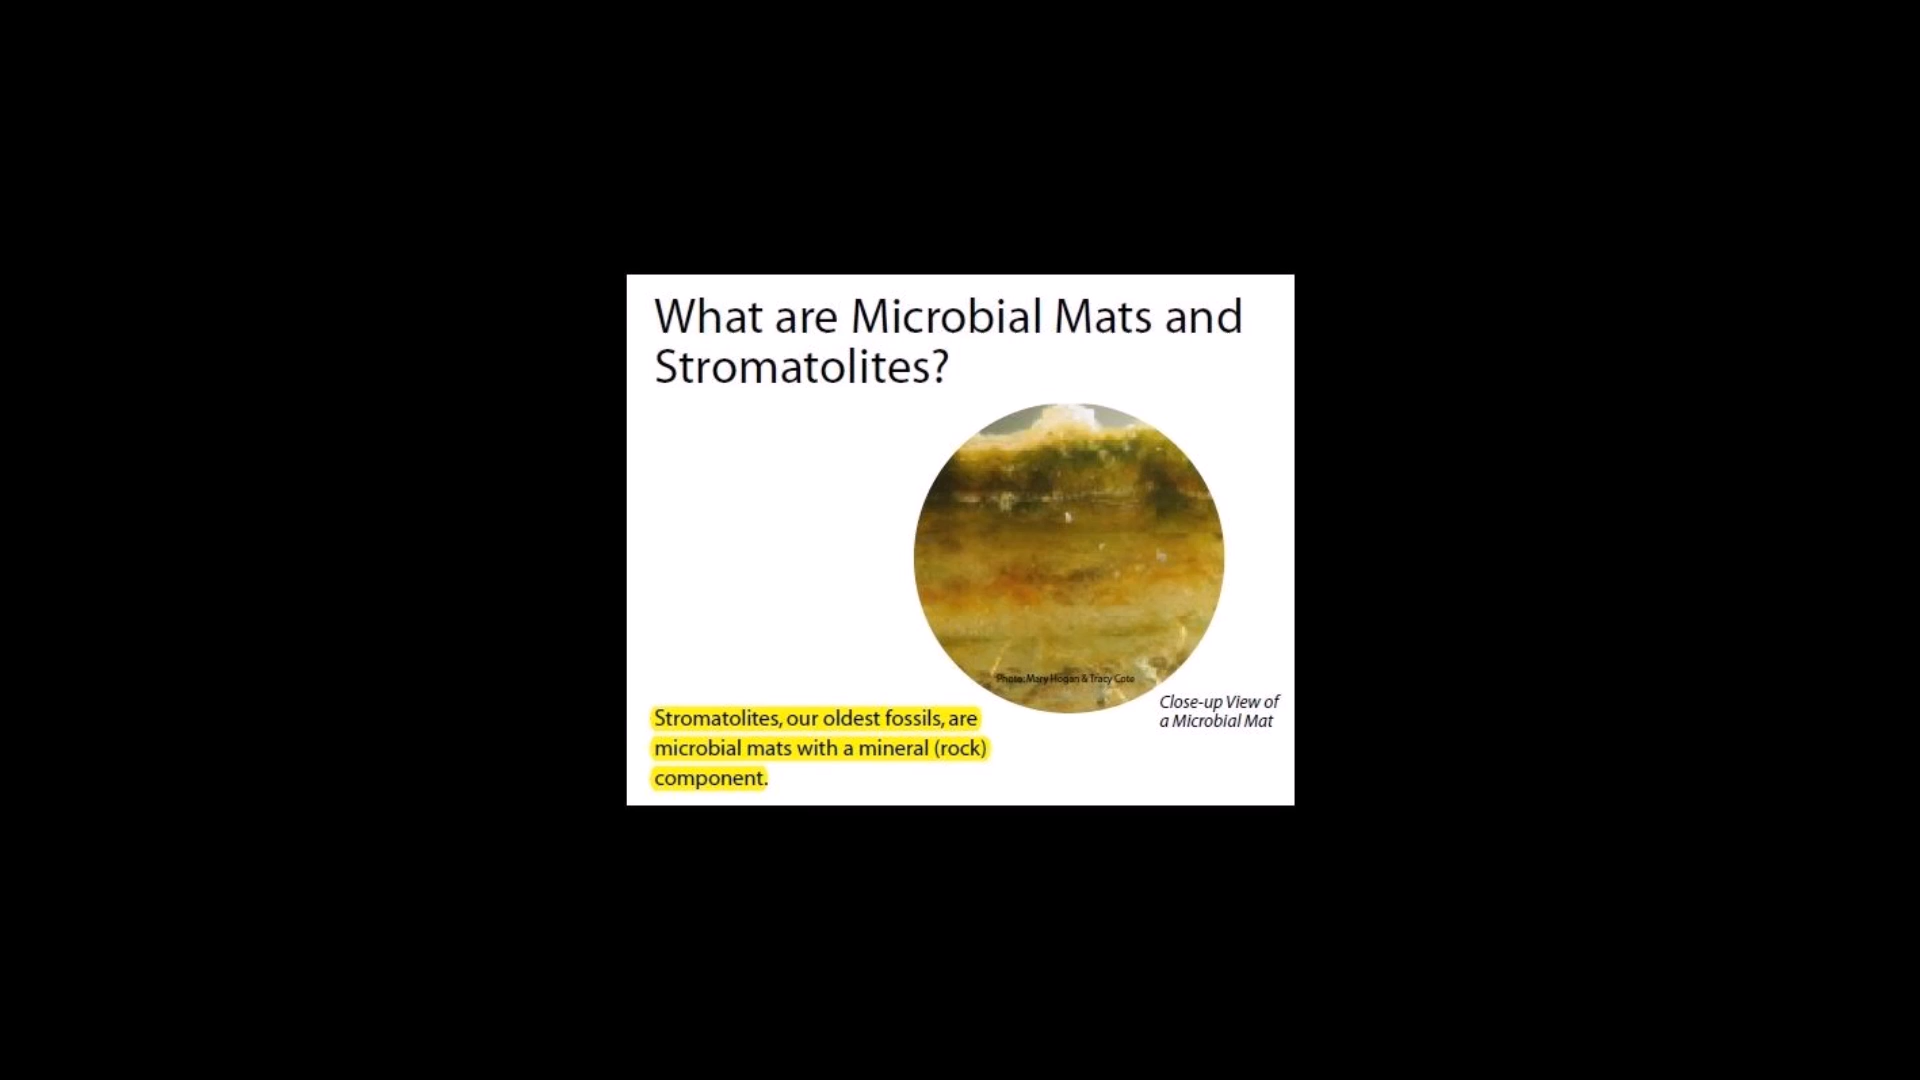 What are Microbial Mats and
Stromatolites?
Photo: Mary Hogan & Tracy Cote
Close-up View of
a Microbial Mat
Stromatolites, our oldest fossils, are
microbial mats with a mineral (rock)
component.